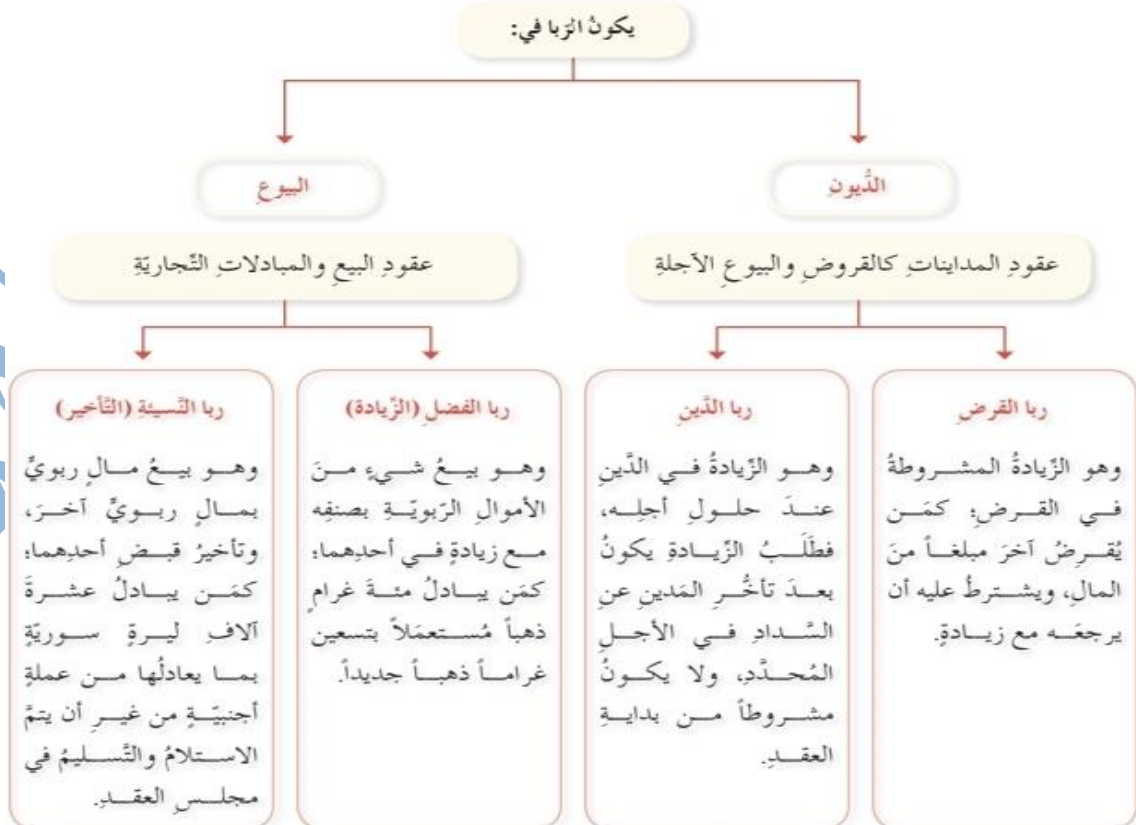 يكونُ الرّبا في:
الدُّيونِ
البيوعِ
عقودِ المدايناتِ كالقروضِ والبيوعِ الآجلةِ
عقودِ البيعِ والمبادلاتِ التّجاريّةِ
ربا القرضِ
وهو الزّيادةُ المشروطةُ
في القرضِ؛ كمَن
يُقرِضُ آخرَ مبلغاً منَ
المالِ، ويشترطُ عليه أن
يرجعَه مع زيادةٍ.
ربا الدَّينِ
وهو الزّيادةُ في الدَّينِ
عندَ حلولِ أجلِه،
فطَلَبُ الزّيادةِ يكونُ
بعدَ تأخُّرِ المَدينِ عنِ
السَّدادِ في الأجلِ
المُحدَّدِ، ولا يكونُ
مشروطاً من بدايةِ
العقدِ.
ربا الفضلِ (الزّيادة)
وهو بيعُ شيءٍ منَ
الأموالِ الرّبويّةِ بصنفِه
مع زيادةٍ في أحدِهما؛
كمَن يبادلُ مئةَ غرامٍ
ذهباً مُستعمَلاً بتسعين
غراماً ذهباً جديداً.
ربا النَّسيئةِ (التّأخير)
وهو بيعُ مالٍ ربويٍّ
بمالٍ ربويٍّ آخرَ،
وتأخيرُ قبضِ أحدِهما؛
كمَن يبادلُ عشرةَ
آلافِ ليرةٍ سوريّةٍ
بما يعادلُها من عملةٍ
أجنبيّةٍ من غيرِ أن يتمَّ
الاستلامُ والتَّسليمُ في
مجلسِ العقدِ.